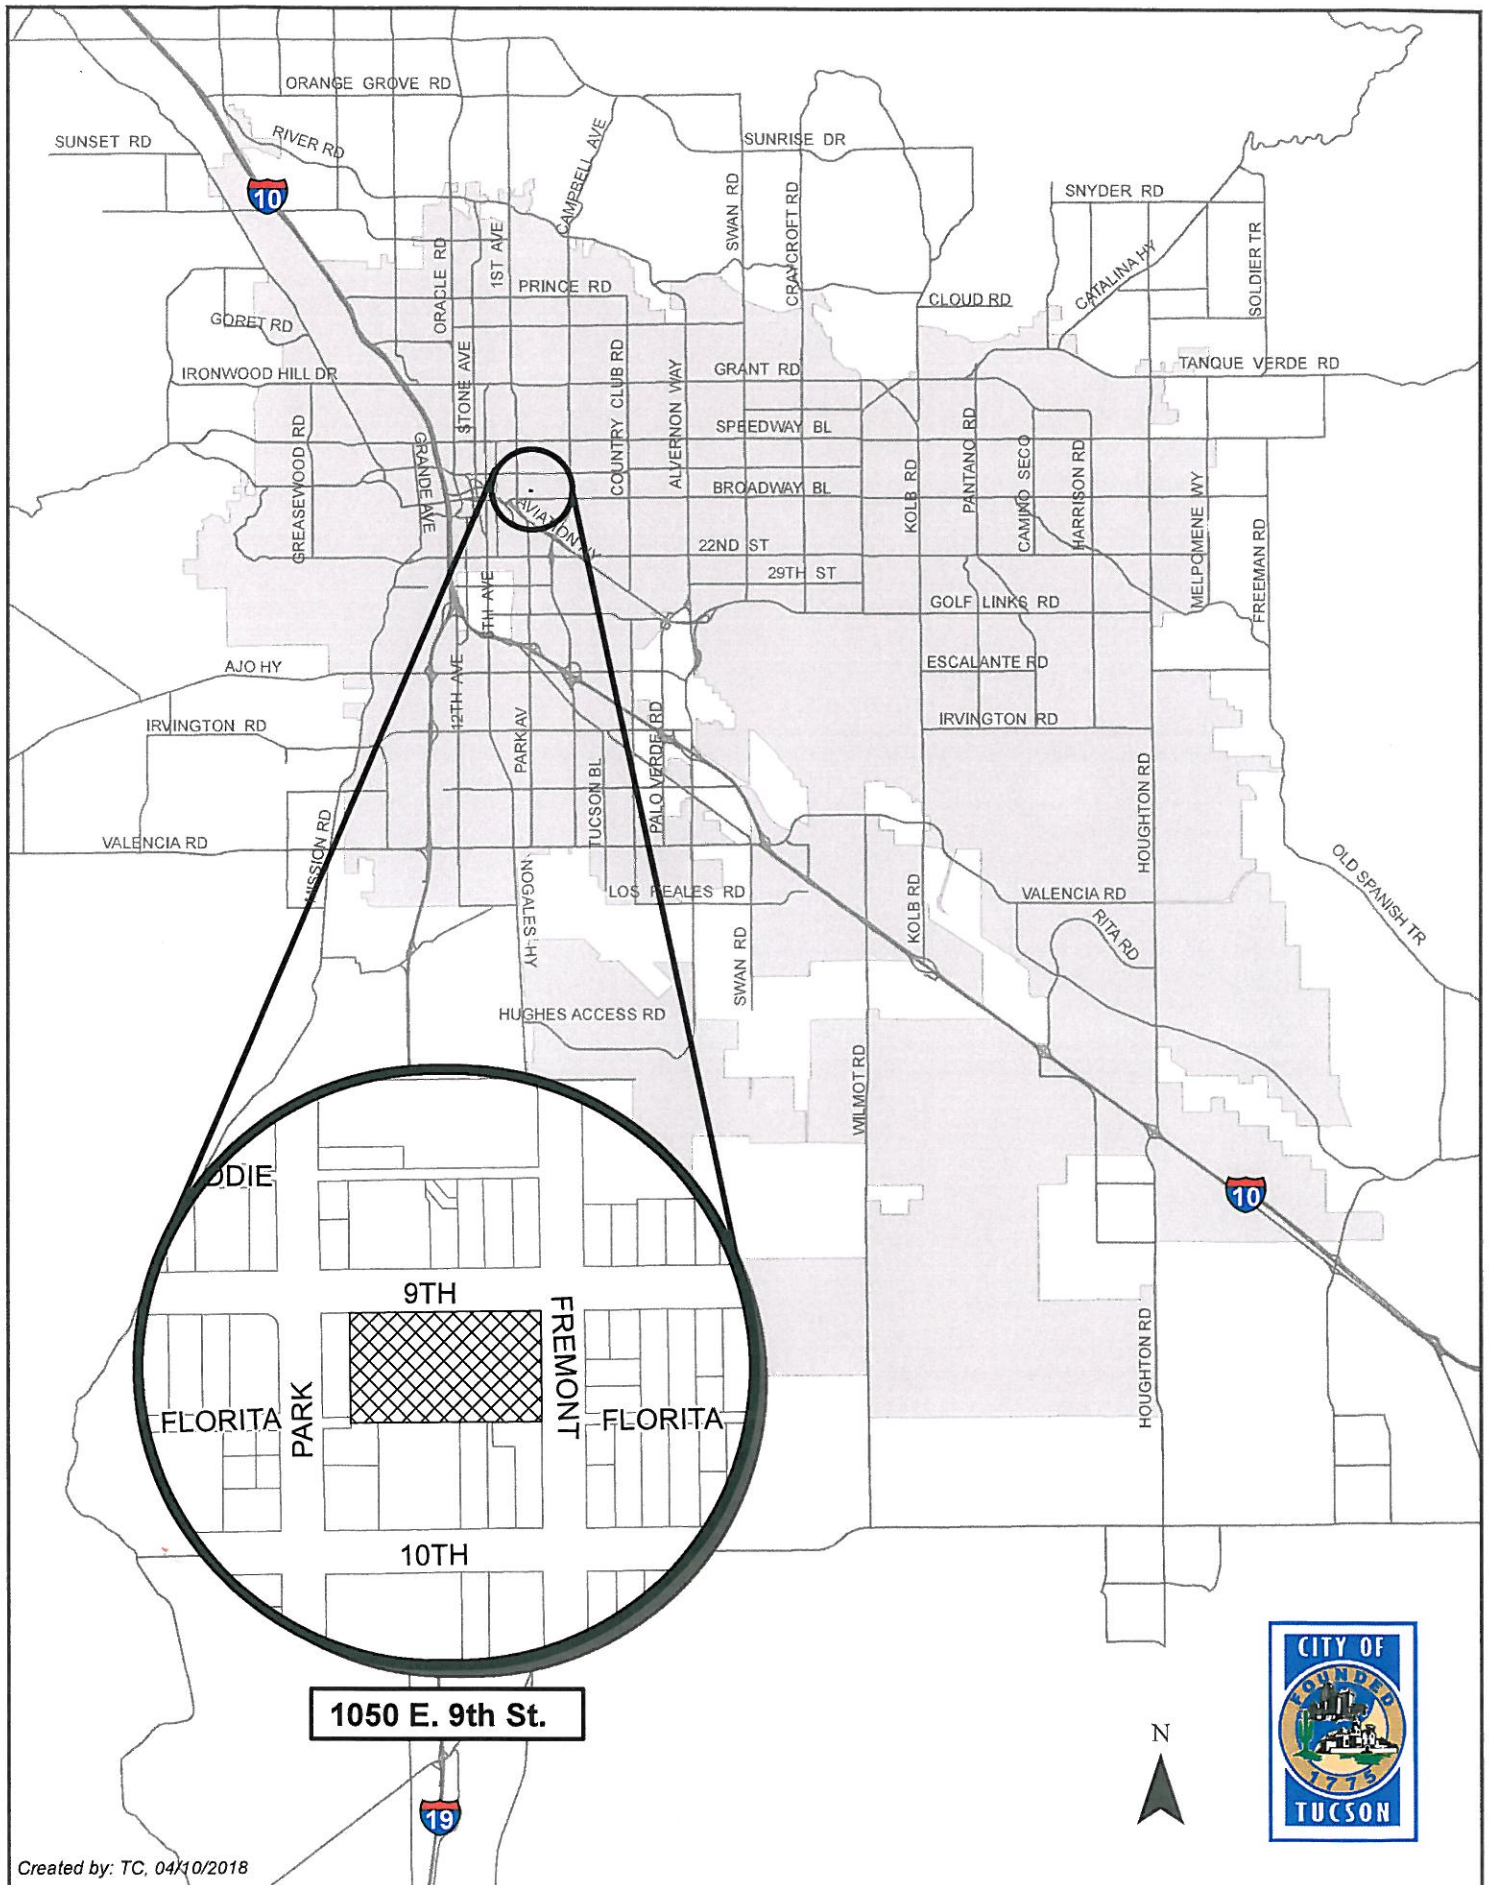 ORANGE GROVE RD
SUNSET RD
RIVER RD
CAMPBELL AVE
SUNRISE DR
10
SWAN RD
CRAYCROFT RD
SNYDER RD
ORACLE RD
1ST AVE
CATALINA HY
SOLDIER TR
PRINCE RD
CLOUD RD
GORET RD
STONE AVE
COUNTRY CLUB RD
ALVERNON WAY
GRANT RD
TANQUE VERDE RD
IRONWOOD HILL DR
SPEEDWAY BL
GREASEWOOD RD
GRANDE AVE
KOLB RD
PANTANO RD
CAMINO SECO
HARRISON RD
MELPOMENE WY
BROADWAY BL
AVIATION HY
22ND ST
FREEMAN RD
29TH ST
6TH AVE
GOLF LINKS RD
AJO HY
12TH AVE
ESCALANTE RD
IRVINGTON RD
PARK AV
PALO VERDE RD
IRVINGTON RD
TUCSON BL
HOUGHTON RD
MISSION RD
VALENCIA RD
OLD SPANISH TR
NOGALES HY
LOS REALES RD
KOLB RD
VALENCIA RD
RITA RD
SWAN RD
HUGHES ACCESS RD
WILMOT RD
DDIE
10
9TH
FREMONT
HOUGHTON RD
PARK
FLORITA
FLORITA
10TH
1050 E. 9th St.
N
CITY OF
FOUNDED
1775
TUCSON
19
Created by: TC, 04/10/2018